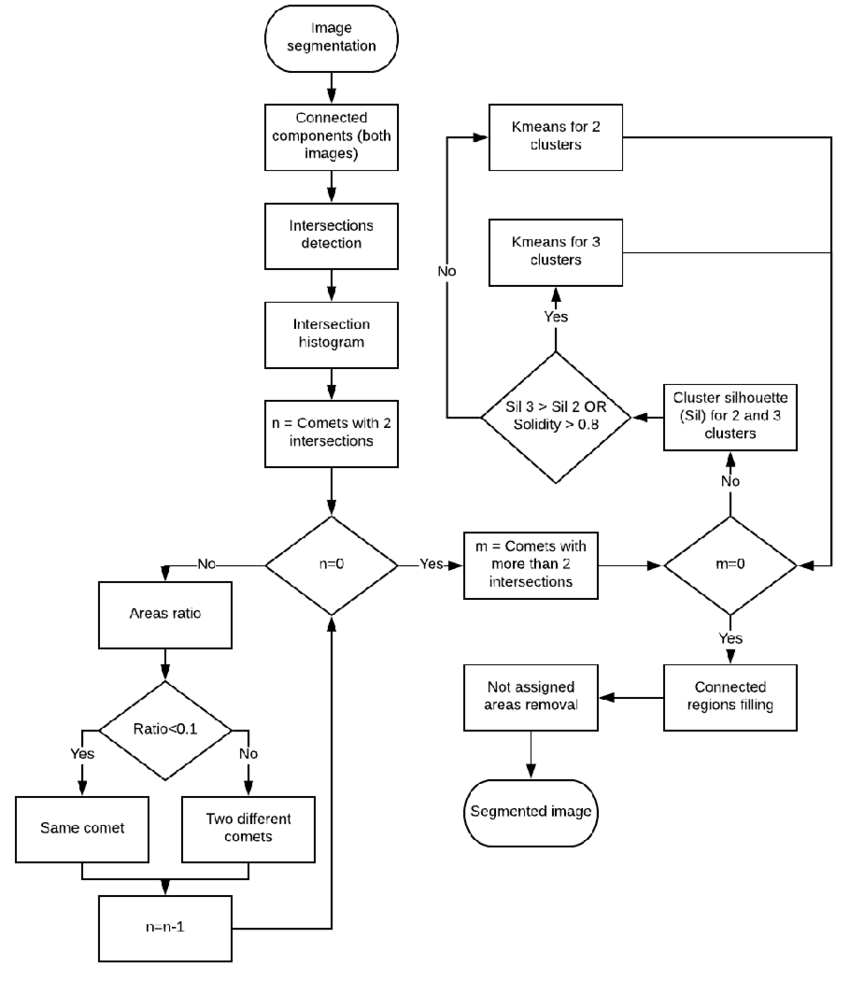 Image
segmentation
Connected
components (both
images)
Intersections
detection
Intersection
histogram
n = Comets with 2
intersections
n=0
No
Yes
Areas ratio
Ratio<0.1
Yes
No
Same comet
Two different
comets
n=n-1
m = Comets with
more than 2
intersections
m=0
No
Yes
Cluster silhouette
(Sil) for 2 and 3
clusters
Sil 3 > Sil 2 OR
Solidity > 0.8
Yes
No
Kmeans for 3
clusters
Kmeans for 2
clusters
Connected
regions filling
Not assigned
areas removal
Segmented image